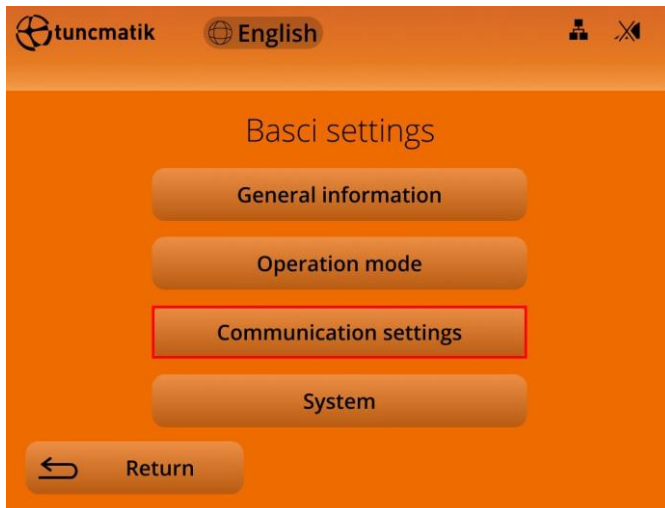 tuncmatik English
Basci settings
General information
Operation mode
Communication settings
System
Return